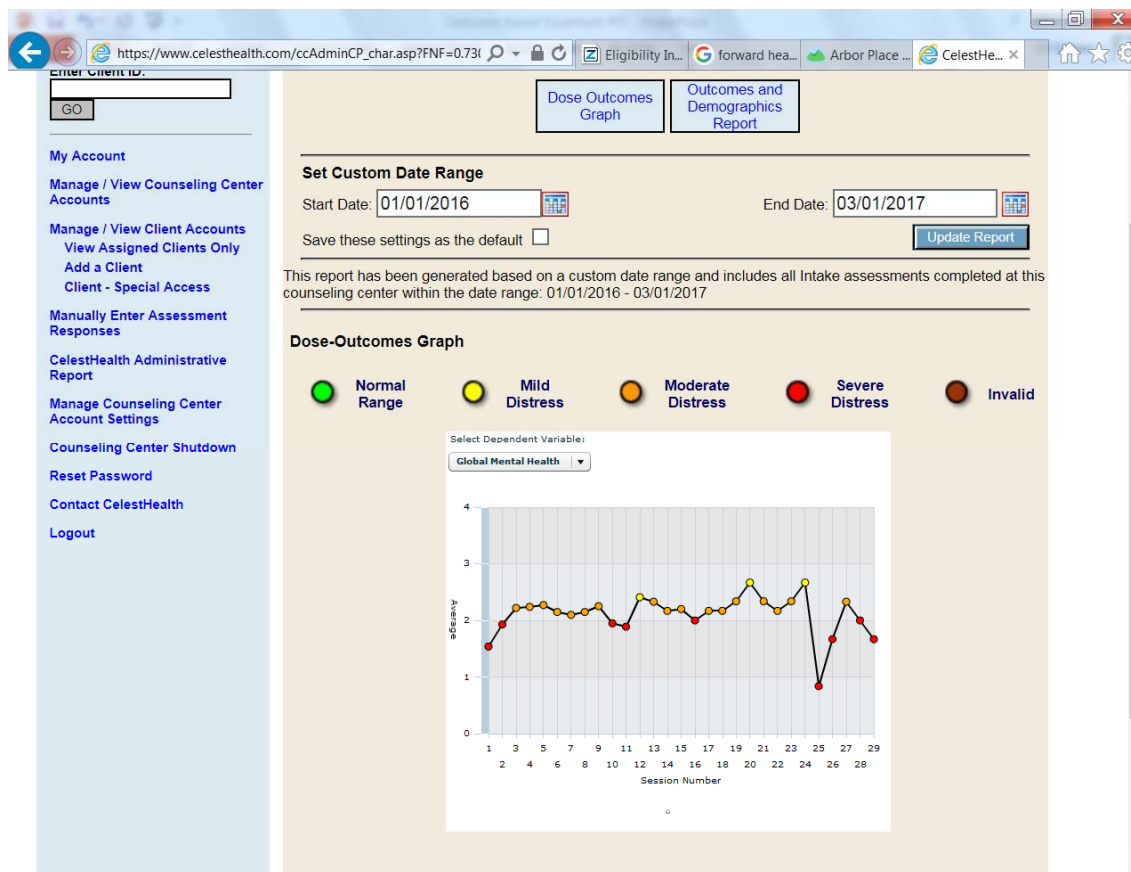 https://www.celesthealth.com/ccAdminCP_char.asp?FNF=0.730
Eligibility In...
forward hea...
Arbor Place ...
CelestHe...
Enter Client ID:
GO
My Account
Manage / View Counseling Center
Accounts
Manage / View Client Accounts
View Assigned Clients Only
Add a Client
Client - Special Access
Manually Enter Assessment
Responses
CelestHealth Administrative
Report
Manage Counseling Center
Account Settings
Counseling Center Shutdown
Reset Password
Contact CelestHealth
Logout
Dose Outcomes
Graph
Outcomes and
Demographics
Report
Set Custom Date Range
Start Date: 01/01/2016 End Date: 03/01/2017
Save these settings as the default Update Report
This report has been generated based on a custom date range and includes all Intake assessments completed at this
counseling center within the date range: 01/01/2016 - 03/01/2017
Dose-Outcomes Graph
Normal
Range
Mild
Distress
Moderate
Distress
Severe
Distress
Invalid
Select Dependent Variable:
Global Mental Health
4
3
2
1
0
Average
1 3 5 7 9 11 13 15 17 19 21 23 25 27 29
2 4 6 8 10 12 14 16 18 20 22 24 26 28
Session Number